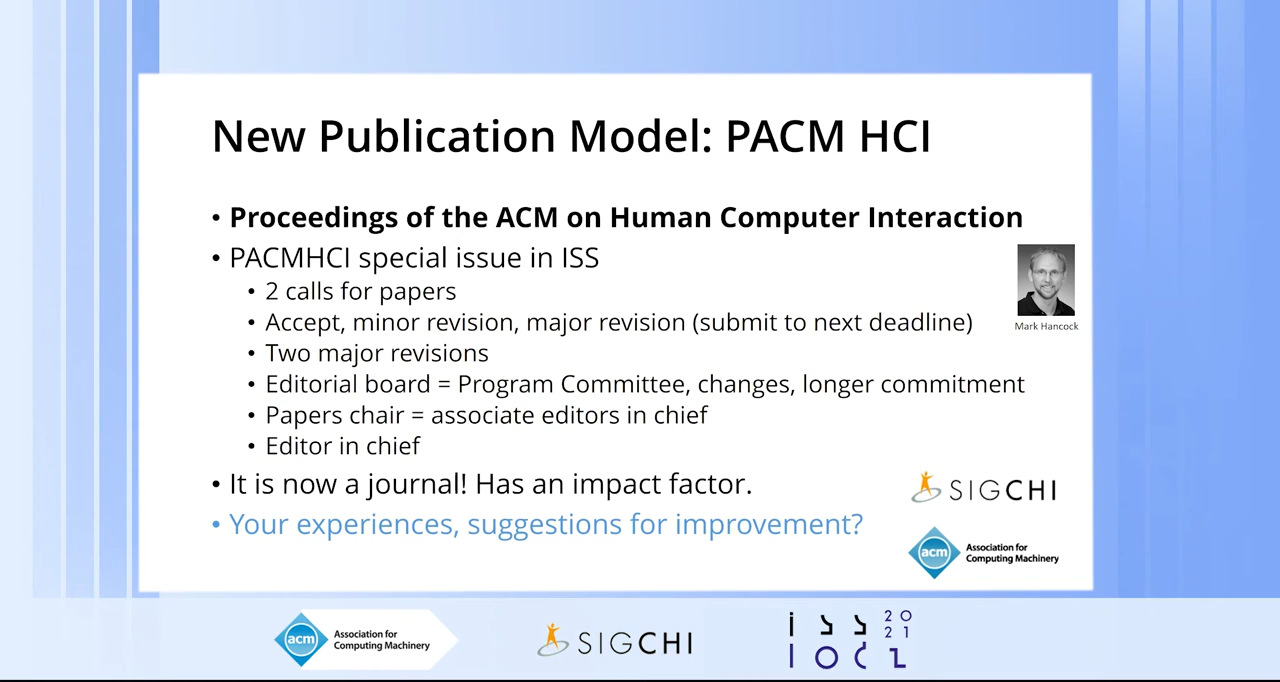 New Publication Model: PACM HCI
• Proceedings of the ACM on Human Computer Interaction
• PACMHCI special issue in ISS
• 2 calls for papers
• Accept, minor revision, major revision (submit to next deadline)
• Two major revisions
• Editorial board = Program Committee, changes, longer commitment
• Papers chair = associate editors in chief
• Editor in chief
• It is now a journal! Has an impact factor.
• Your experiences, suggestions for improvement?
Mark Hancock
SIGCHI
acm
Association for
Computing Machinery
acm
Association for
Computing Machinery
SIGCHI
iss
20
21